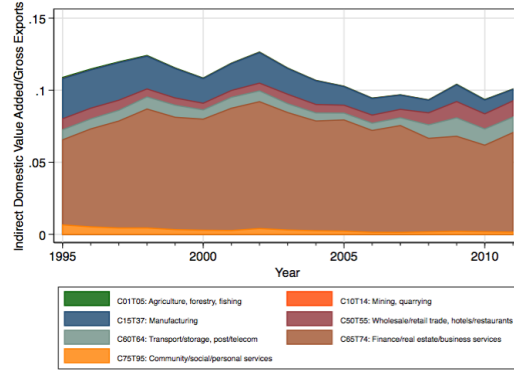 .15
.1
.05
0
Indirect Domestic Value Added/Gross Exports
1995 2000 2005 2010
Year
C01T05: Agriculture, forestry, fishing C10T14: Mining, quarrying
C15T37: Manufacturing C50T55: Wholesale/retail trade, hotels/restaurants
C60T64: Transport/storage, post/telecom C65T74: Finance/real estate/business services
C75T95: Community/social/personal services